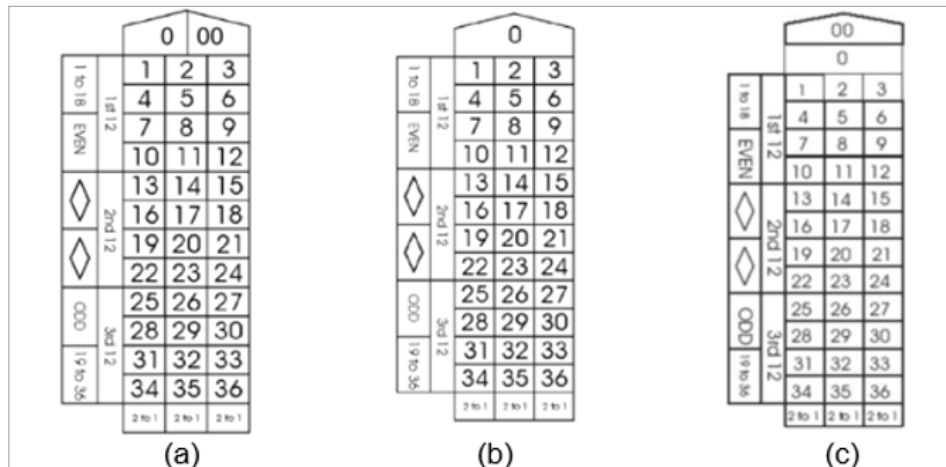 0 00
1 to 18
EVEN
ODD
19 to 36
1st 12
2nd 12
3rd 12
1 2 3
4 5 6
7 8 9
10 11 12
13 14 15
16 17 18
19 20 21
22 23 24
25 26 27
28 29 30
31 32 33
34 35 36
2 to 1 2 to 1 2 to 1
(a)
0
1 to 18
EVEN
ODD
19 to 36
1st 12
2nd 12
3rd 12
1 2 3
4 5 6
7 8 9
10 11 12
13 14 15
16 17 18
19 20 21
22 23 24
25 26 27
28 29 30
31 32 33
34 35 36
2 to 1 2 to 1 2 to 1
(b)
00
0
1 to 18
EVEN
ODD
19 to 36
1st 12
2nd 12
3rd 12
1 2 3
4 5 6
7 8 9
10 11 12
13 14 15
16 17 18
19 20 21
22 23 24
25 26 27
28 29 30
31 32 33
34 35 36
2 to 1 2 to 1 2 to 1
(c)